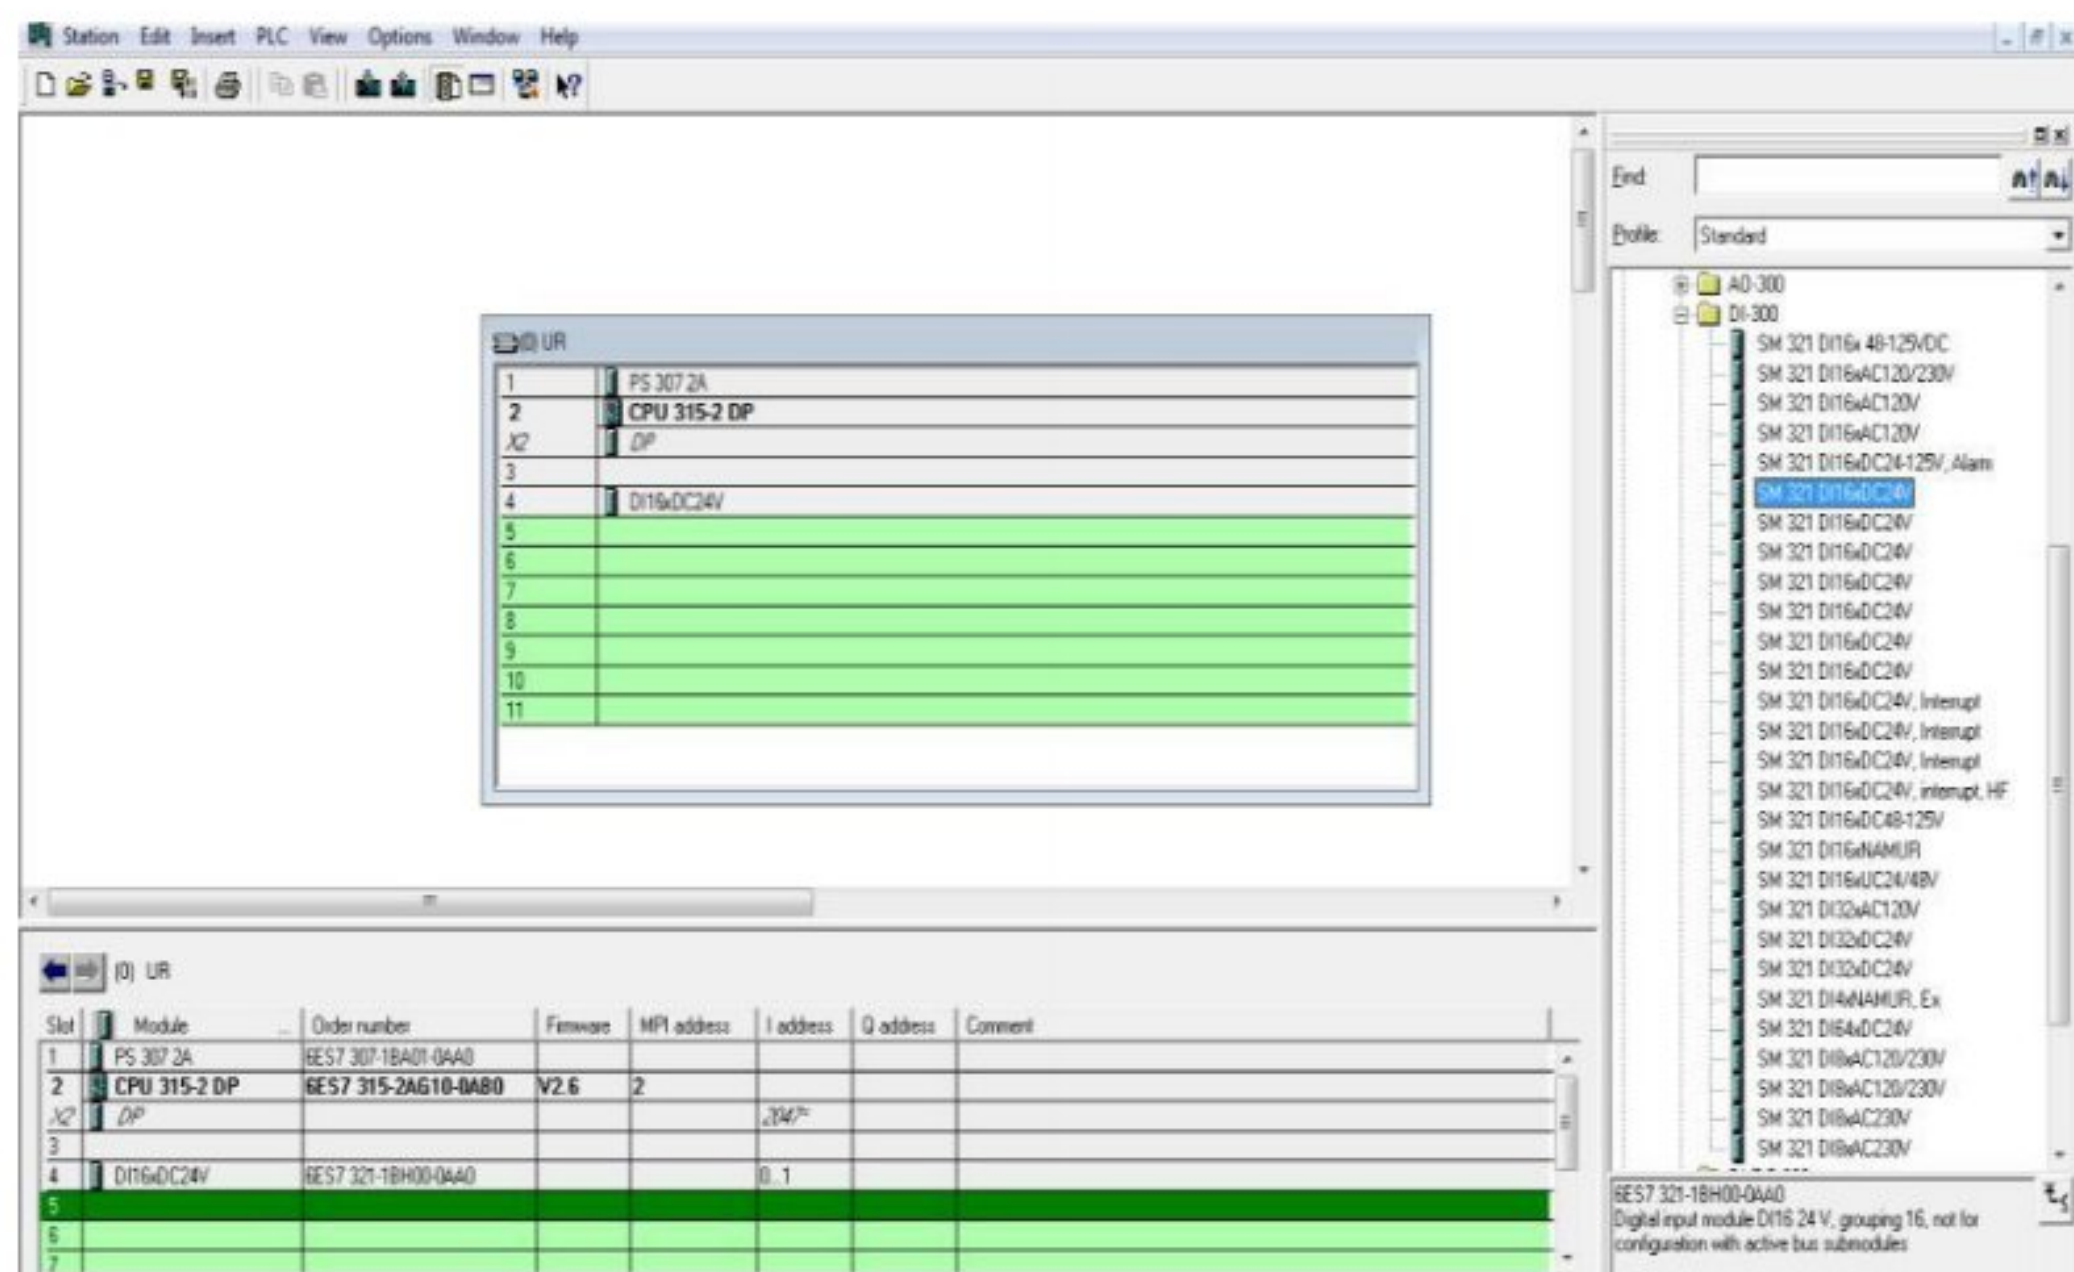 Station Edit Insert PLC View Options Window Help
Find:
Profile: Standard
AO-300
DI-300
SM 321 DI16x 48-125VDC
SM 321 DI16xAC120/230V
SM 321 DI16xAC120V
SM 321 DI16xAC120V
SM 321 DI16xDC24-125V, Alarm
SM 321 DI16xDC24V
SM 321 DI16xDC24V
SM 321 DI16xDC24V
SM 321 DI16xDC24V
SM 321 DI16xDC24V
SM 321 DI16xDC24V
SM 321 DI16xDC24V
SM 321 DI16xDC24V, Interrupt
SM 321 DI16xDC24V, Interrupt
SM 321 DI16xDC24V, Interrupt
SM 321 DI16xDC24V, interrupt, HF
SM 321 DI16xDC48-125V
SM 321 DI16xNAMUR
SM 321 DI16xUC24/48V
SM 321 DI32xAC120V
SM 321 DI32xDC24V
SM 321 DI32xDC24V
SM 321 DI4xNAMUR, Ex
SM 321 DI64xDC24V
SM 321 DI8xAC120/230V
SM 321 DI8xAC120/230V
SM 321 DI8xAC230V
SM 321 DI8xAC230V
6ES7 321-1BH00-0AA0
Digital input module DI16 24 V, grouping 16, not for
configuration with active bus submodules
(0) UR
1 PS 307 2A
2 CPU 315-2 DP
X2 DP
3
4 DI16xDC24V
5
6
7
8
9
10
11
(0) UR
Slot Module ... Order number Firmware MPI address I address Q address Comment
1 PS 307 2A 6ES7 307-1BA01-0AA0
2 CPU 315-2 DP 6ES7 315-2AG10-0AB0 V2.6 2
X2 DP 2047*
3
4 DI16xDC24V 6ES7 321-1BH00-0AA0 0..1
5
6
7